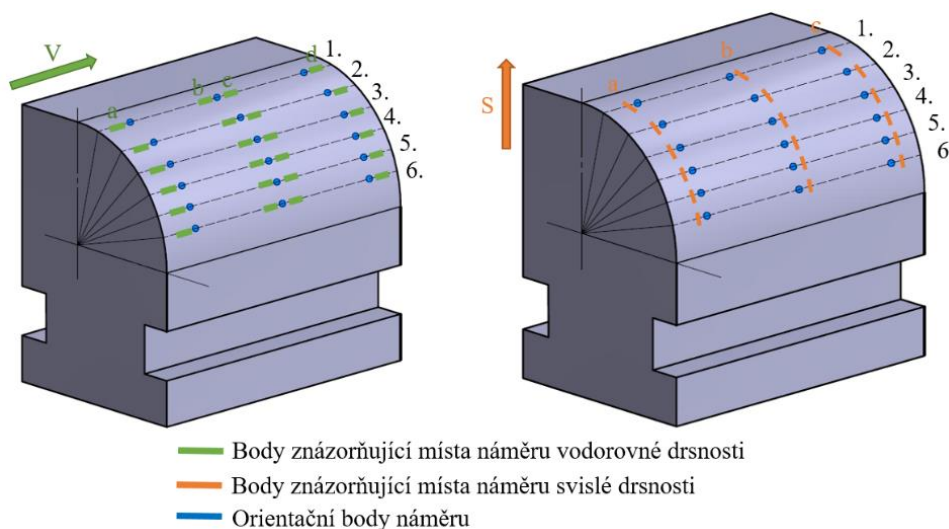 V
a
b
c
d
1.
2.
3.
4.
5.
6.
S
a
b
c
1.
2.
3.
4.
5.
6
Body znázorňující místa náměru vodorovné drsnosti
Body znázorňující místa náměru svislé drsnosti
Orientační body náměru